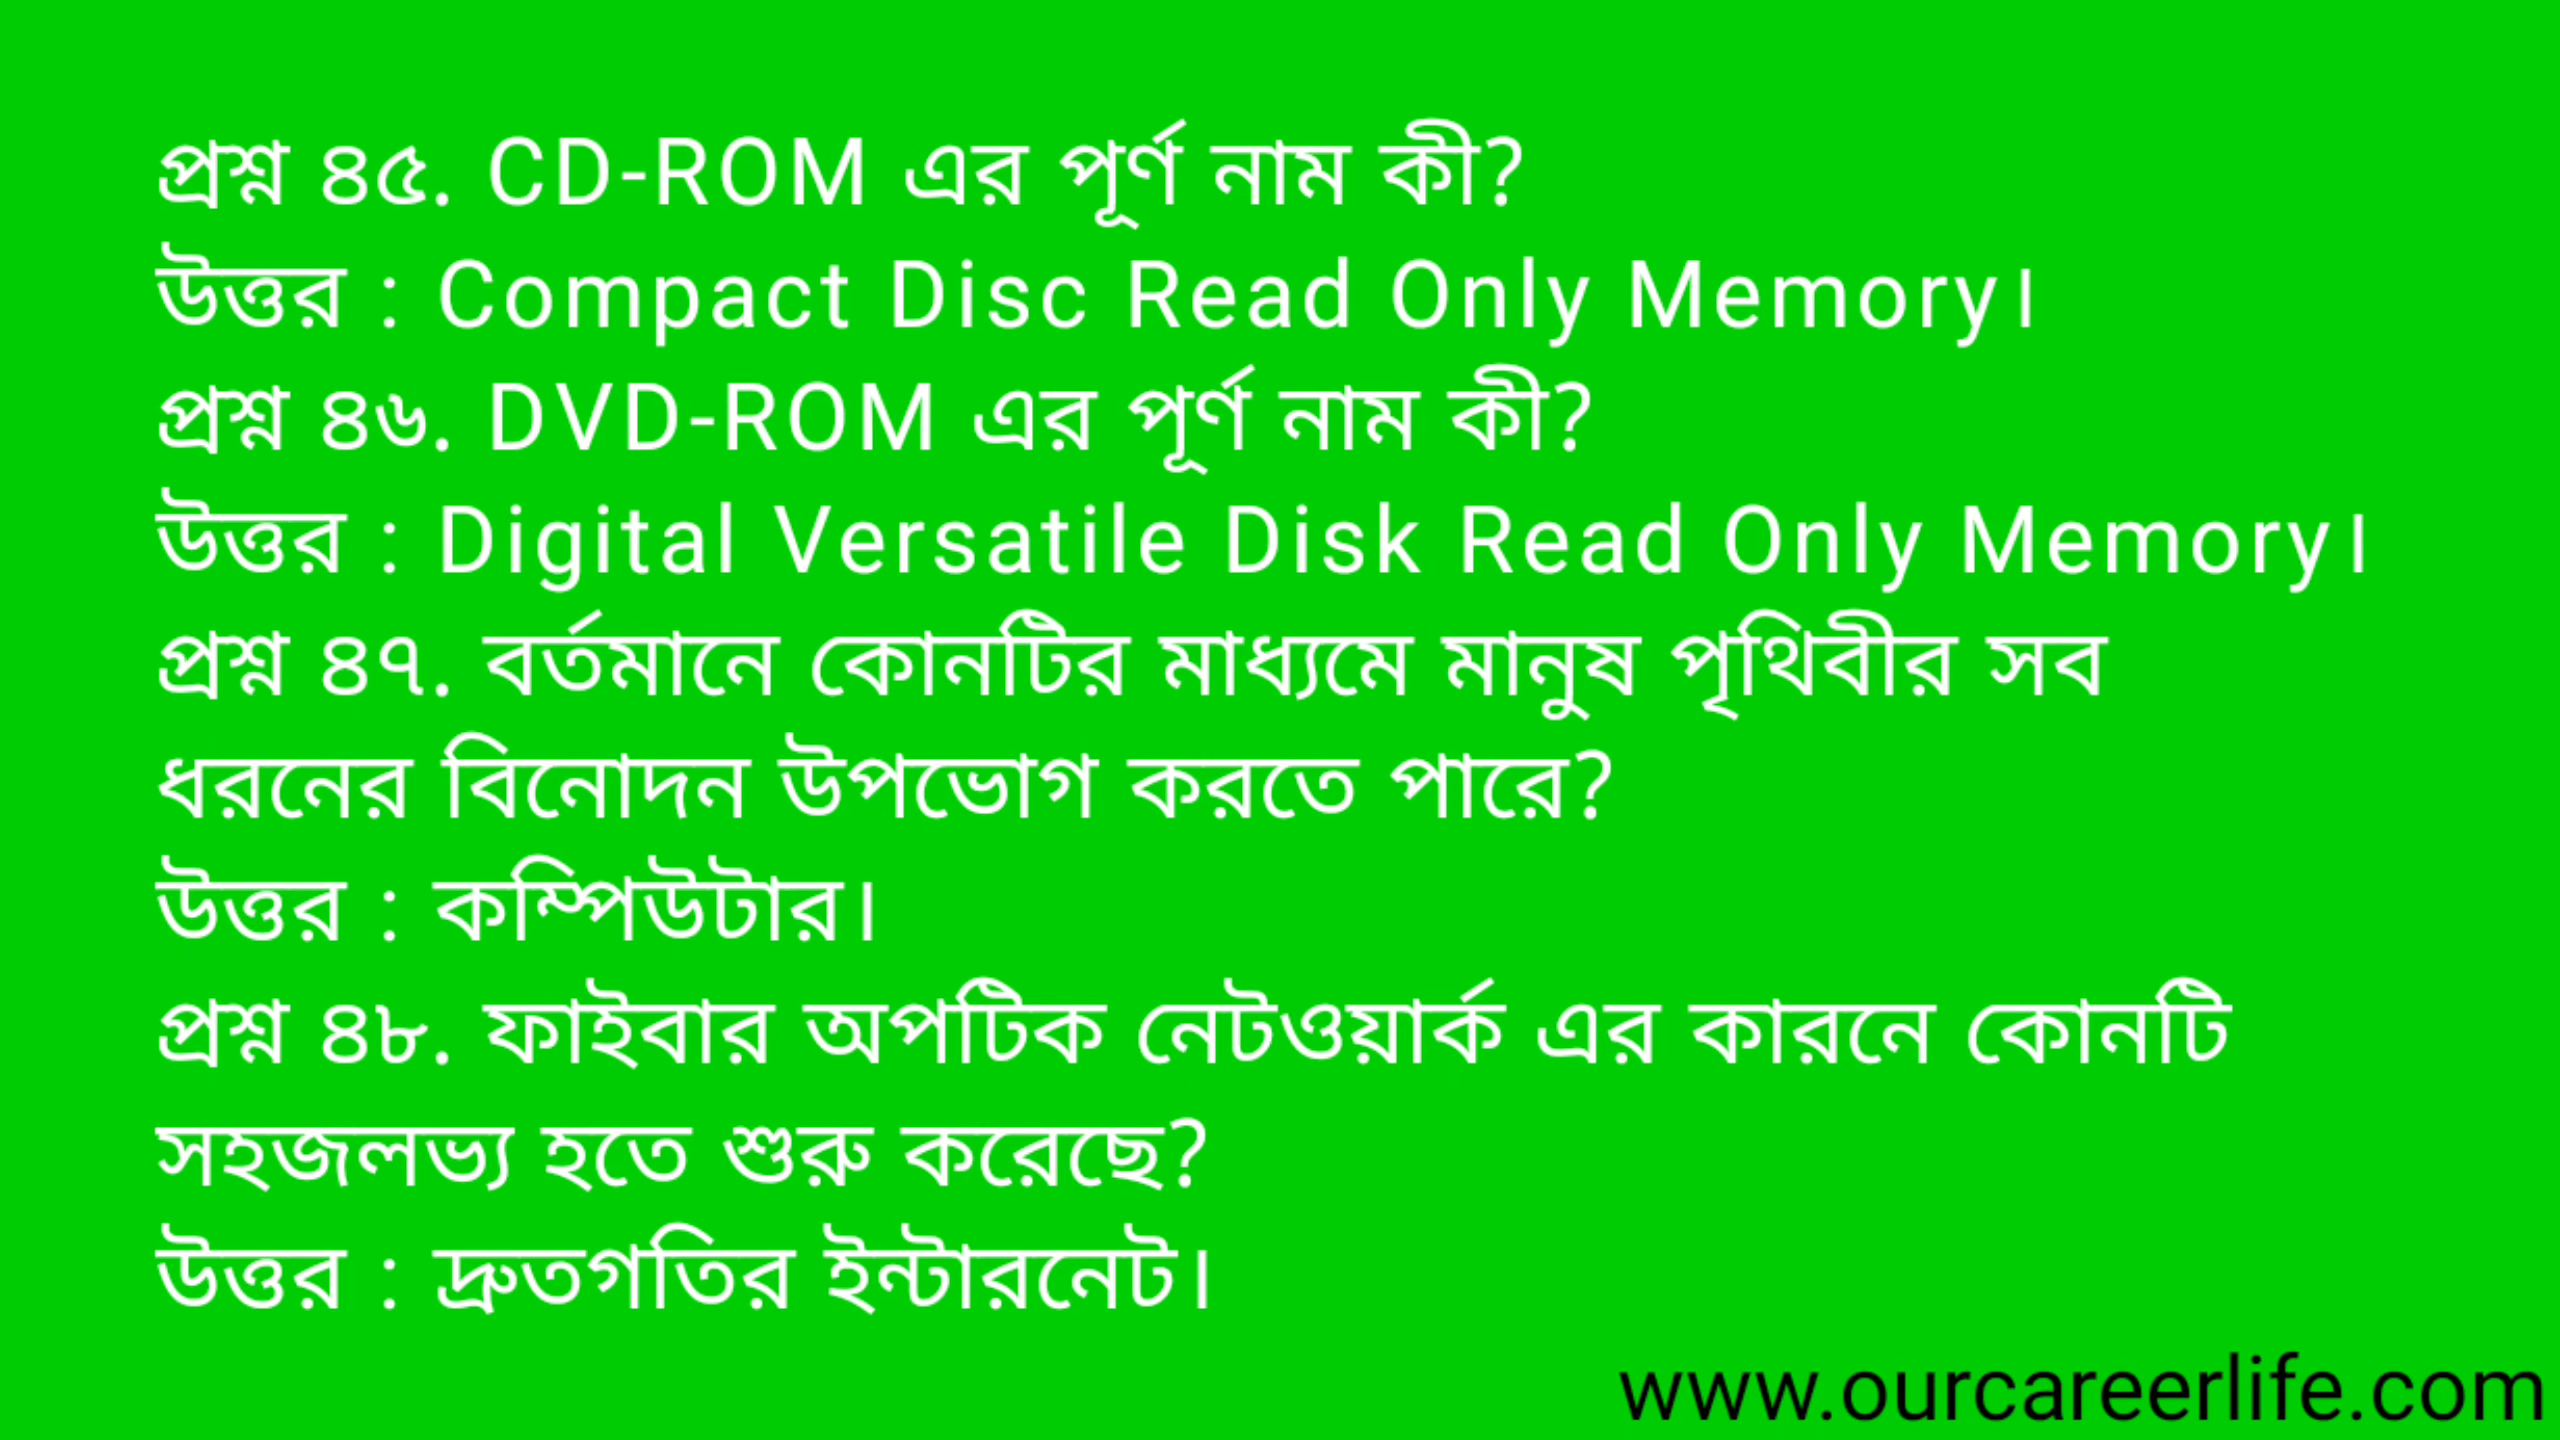 প্রশ্ন ৪৫. CD-ROM এর পূর্ণ নাম কী?
উত্তর : Compact Disc Read Only Memory।
প্রশ্ন ৪৬. DVD-ROM এর পূর্ণ নাম কী?
উত্তর : Digital Versatile Disk Read Only Memory।
প্রশ্ন ৪৭. বর্তমানে কোনটির মাধ্যমে মানুষ পৃথিবীর সব
ধরনের বিনোদন উপভোগ করতে পারে?
উত্তর : কম্পিউটার।
প্রশ্ন ৪৮. ফাইবার অপটিক নেটওয়ার্ক এর কারনে কোনটি
সহজলভ্য হতে শুরু করেছে?
উত্তর : দ্রুতগতির ইন্টারনেট।
www.ourcareerlife.com